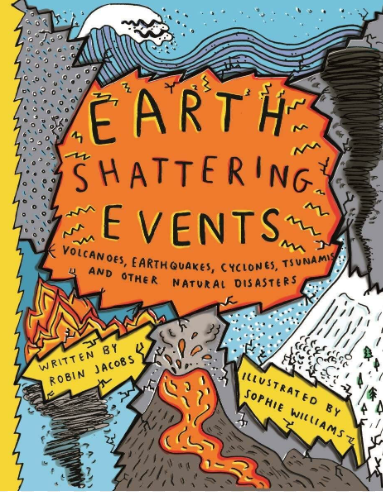 EARTH
SHATTERING
EVENTS
VOLCANOES, EARTHQUAKES, CYCLONES, TSUNAMIS
AND OTHER NATURAL DISASTERS
WRITTEN BY
ROBIN JACOBS
ILLUSTRATED BY
SOPHIE WILLIAMS